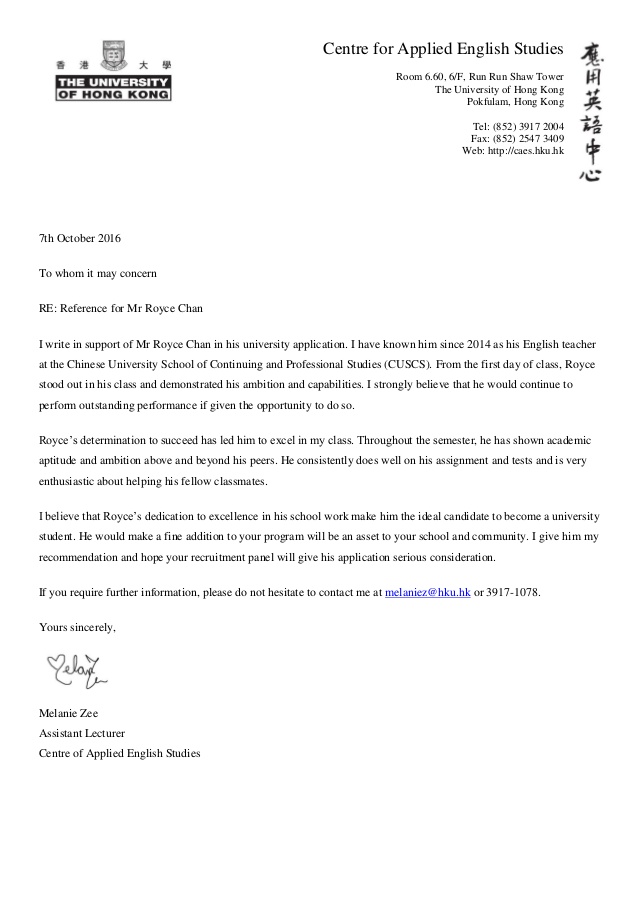 香 港 大 學
THE UNIVERSITY
OF HONG KONG
Centre for Applied English Studies
Room 6.60, 6/F, Run Run Shaw Tower
The University of Hong Kong
Pokfulam, Hong Kong
Tel: (852) 3917 2004
Fax: (852) 2547 3409
Web: http://caes.hku.hk
應用英語中心
7th October 2016
To whom it may concern
RE: Reference for Mr Royce Chan
I write in support of Mr Royce Chan in his university application. I have known him since 2014 as his English teacher
at the Chinese University School of Continuing and Professional Studies (CUSCS). From the first day of class, Royce
stood out in his class and demonstrated his ambition and capabilities. I strongly believe that he would continue to
perform outstanding performance if given the opportunity to do so.
Royce’s determination to succeed has led him to excel in my class. Throughout the semester, he has shown academic
aptitude and ambition above and beyond his peers. He consistently does well on his assignment and tests and is very
enthusiastic about helping his fellow classmates.
I believe that Royce’s dedication to excellence in his school work make him the ideal candidate to become a university
student. He would make a fine addition to your program will be an asset to your school and community. I give him my
recommendation and hope your recruitment panel will give his application serious consideration.
If you require further information, please do not hesitate to contact me at melaniez@hku.hk or 3917-1078.
Yours sincerely,
Melanie Zee
Assistant Lecturer
Centre of Applied English Studies